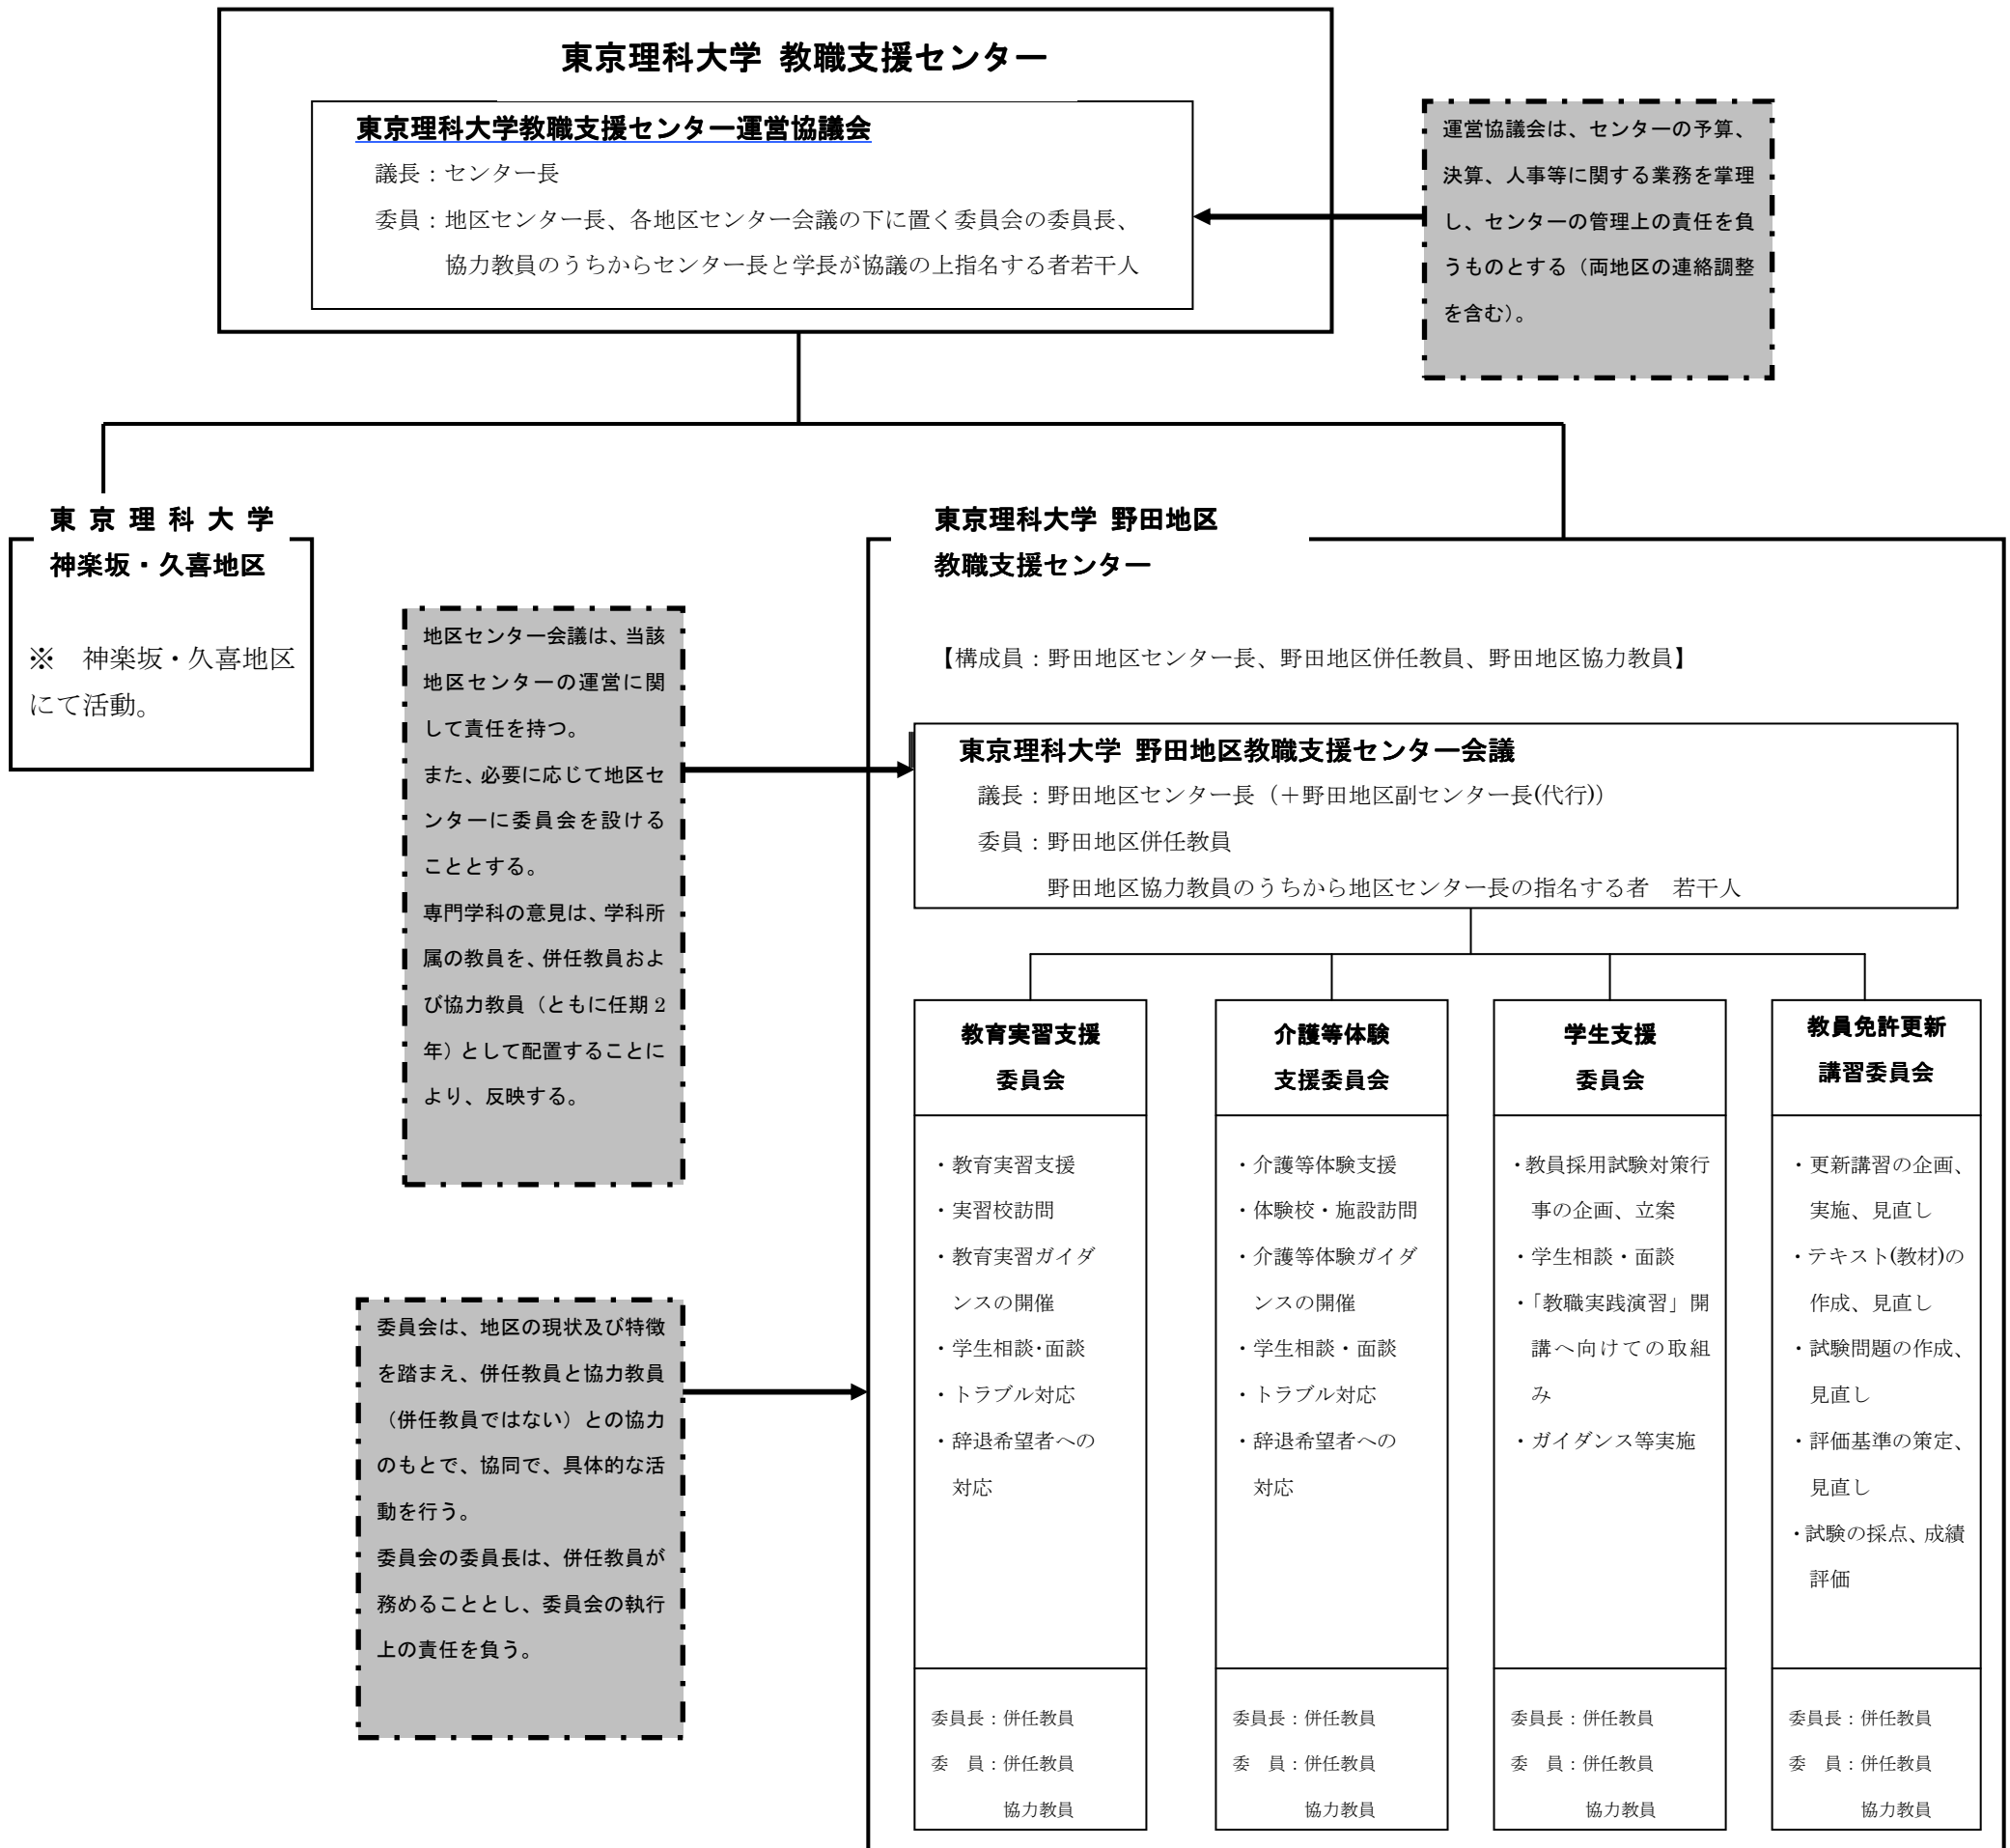 東京理科大学 教職支援センター
東京理科大学教職支援センター運営協議会
議長：センター長
委員：地区センター長、各地区センター会議の下に置く委員会の委員長、
協力教員のうちからセンター長と学長が協議の上指名する者若干人
運営協議会は、センターの予算、
決算、人事等に関する業務を掌理
し、センターの管理上の責任を負
うものとする（両地区の連絡調整
を含む）。
東京理科大学
神楽坂・久喜地区
※　神楽坂・久喜地区
にて活動。
地区センター会議は、当該
地区センターの運営に関
して責任を持つ。
また、必要に応じて地区セ
ンターに委員会を設ける
こととする。
専門学科の意見は、学科所
属の教員を、併任教員およ
び協力教員（ともに任期2
年）として配置することに
より、反映する。
委員会は、地区の現状及び特徴
を踏まえ、併任教員と協力教員
（併任教員ではない）との協力
のもとで、協同で、具体的な活
動を行う。
委員会の委員長は、併任教員が
務めることとし、委員会の執行
上の責任を負う。
東京理科大学 野田地区
教職支援センター
【構成員：野田地区センター長、野田地区併任教員、野田地区協力教員】
東京理科大学 野田地区教職支援センター会議
議長：野田地区センター長（＋野田地区副センター長(代行)）
委員：野田地区併任教員
野田地区協力教員のうちから地区センター長の指名する者　若干人
教育実習支援
委員会
・教育実習支援
・実習校訪問
・教育実習ガイダ
ンスの開催
・学生相談・面談
・トラブル対応
・辞退希望者への
対応
委員長：併任教員
委　員：併任教員
協力教員
介護等体験
支援委員会
・介護等体験支援
・体験校・施設訪問
・介護等体験ガイダ
ンスの開催
・学生相談・面談
・トラブル対応
・辞退希望者への
対応
委員長：併任教員
委　員：併任教員
協力教員
学生支援
委員会
・教員採用試験対策行
事の企画、立案
・学生相談・面談
・「教職実践演習」開
講へ向けての取組
み
・ガイダンス等実施
委員長：併任教員
委　員：併任教員
協力教員
教員免許更新
講習委員会
・更新講習の企画、
実施、見直し
・テキスト(教材)の
作成、見直し
・試験問題の作成、
見直し
・評価基準の策定、
見直し
・試験の採点、成績
評価
委員長：併任教員
委　員：併任教員
協力教員